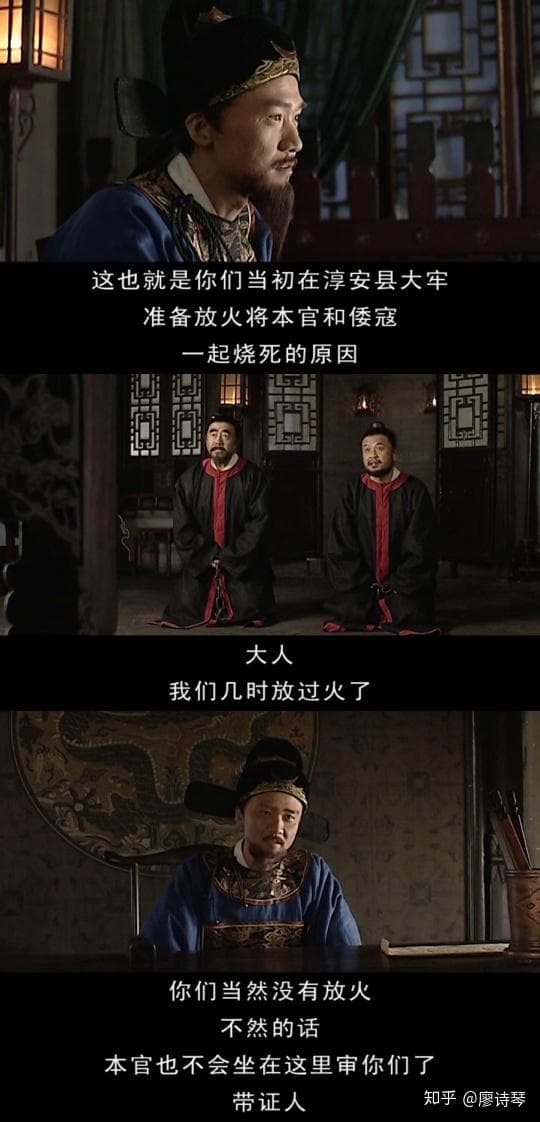 这也就是你们当初在淳安县大牢
准备放火将本官和倭寇
一起烧死的原因
大人
我们几时放过火了
你们当然没有放火
不然的话
本官也不会坐在这里审你们了
带证人
知乎 @廖诗琴